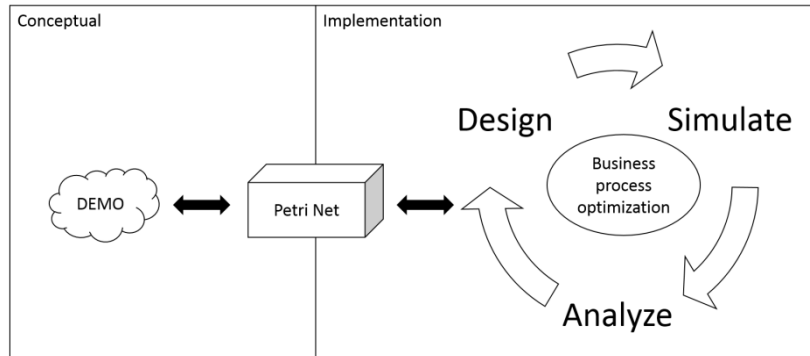 Conceptual
Implementation
Design
Simulate
Business
process
optimization
DEMO
Petri Net
Analyze